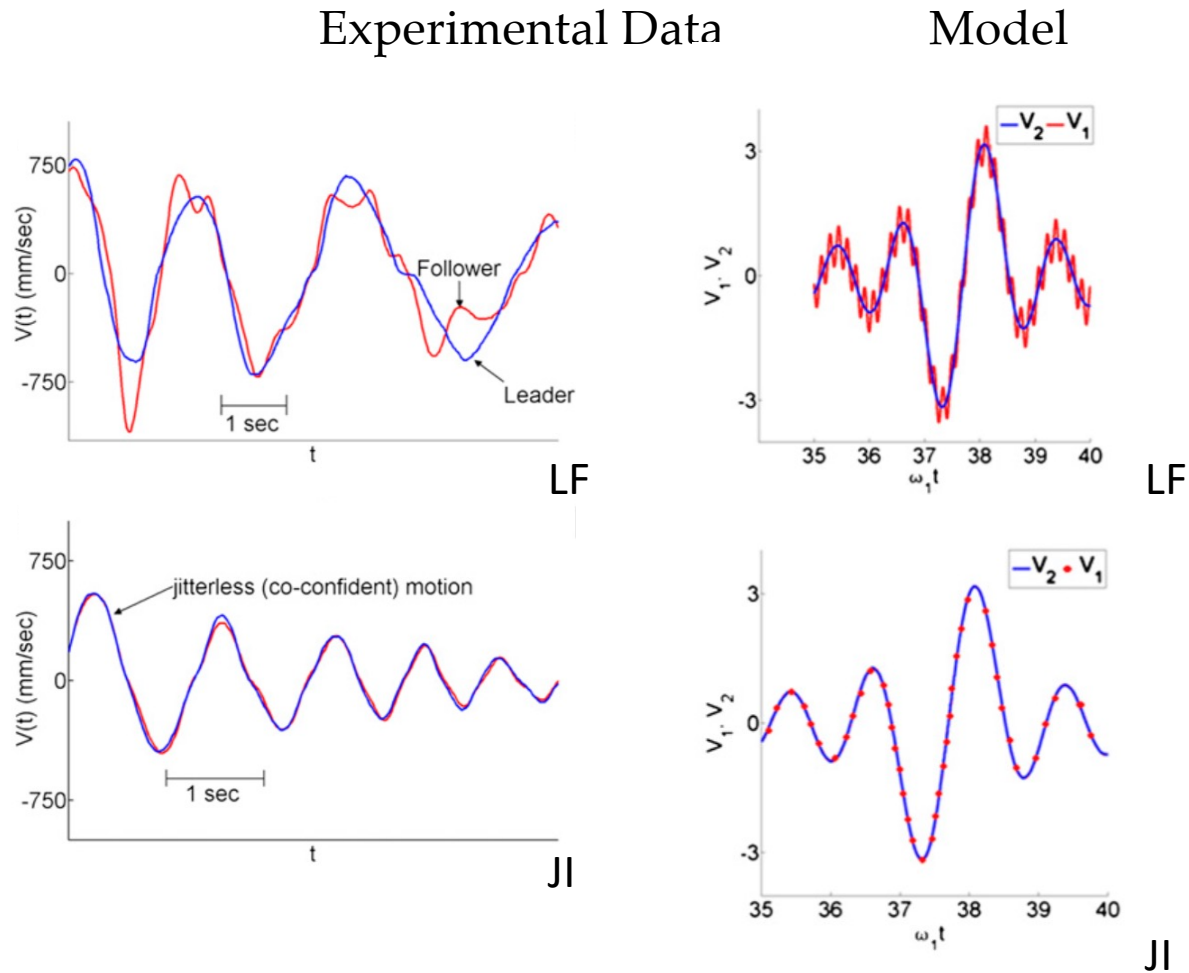 Experimental Data Model
750
0
-750
V(t) (mm/sec)
Follower
Leader
1 sec
t
LF
V2 V1
3
0
-3
V1, V2
35 36 37 38 39 40
ω1t
LF
750
0
-750
V(t) (mm/sec)
jitterless (co-confident) motion
1 sec
t
JI
V2 V1
3
0
-3
V1, V2
35 36 37 38 39 40
ω1t
JI